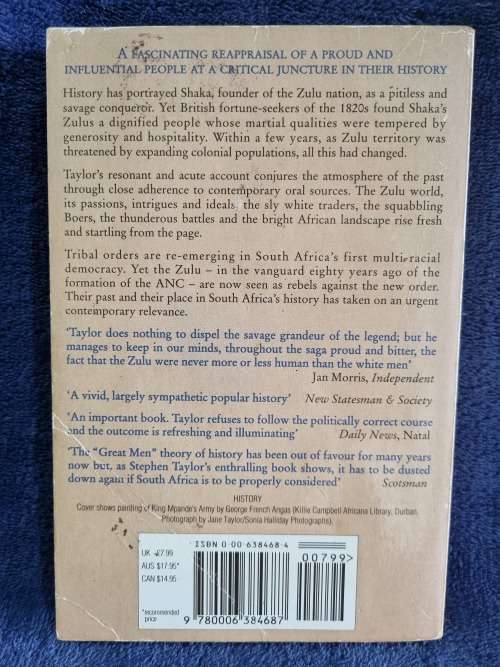 A FASCINATING REAPPRAISAL OF A PROUD AND
INFLUENTIAL PEOPLE AT A CRITICAL JUNCTURE IN THEIR HISTORY
History has portrayed Shaka, founder of the Zulu nation, as a pitiless and
savage conqueror. Yet British fortune-seekers of the 1820s found Shaka's
Zulus a dignified people whose martial qualities were tempered by
generosity and hospitality. Within a few years, as Zulu territory was
threatened by expanding colonial populations, all this had changed.
Taylor's resonant and acute account conjures the atmosphere of the past
through close adherence to contemporary oral sources. The Zulu world,
its passions, intrigues and ideals, the sly white traders, the squabbling
Boers, the thunderous battles and the bright African landscape rise fresh
and startling from the page.
Tribal orders are re-emerging in South Africa's first multi-racial
democracy. Yet the Zulu – in the vanguard eighty years ago of the
formation of the ANC – are now seen as rebels against the new order.
Their past and their place in South Africa's history has taken on an urgent
contemporary relevance.
'Taylor does nothing to dispel the savage grandeur of the legend; but he
manages to keep in our minds, throughout the saga proud and bitter, the
fact that the Zulu were never more or less human than the white men'
Jan Morris, Independent
'A vivid, largely sympathetic popular history' New Statesman & Society
'An important book. Taylor refuses to follow the politically correct course
and the outcome is refreshing and illuminating' Daily News, Natal
'The "Great Men" theory of history has been out of favour for many years
now but, as Stephen Taylor's enthralling book shows, it has to be dusted
down again if South Africa is to be properly considered' Scotsman
HISTORY
Cover shows painting of King Mpande's Army by George French Angas (Killie Campbell Africana Library, Durban.
Photograph by Jane Taylor/Sonia Halliday Photographs).
ISBN 0-00-638468-4
UK £7.99
AUS $17.95*
CAN $14.95
*recommended
price
00799>
9 780006 384687